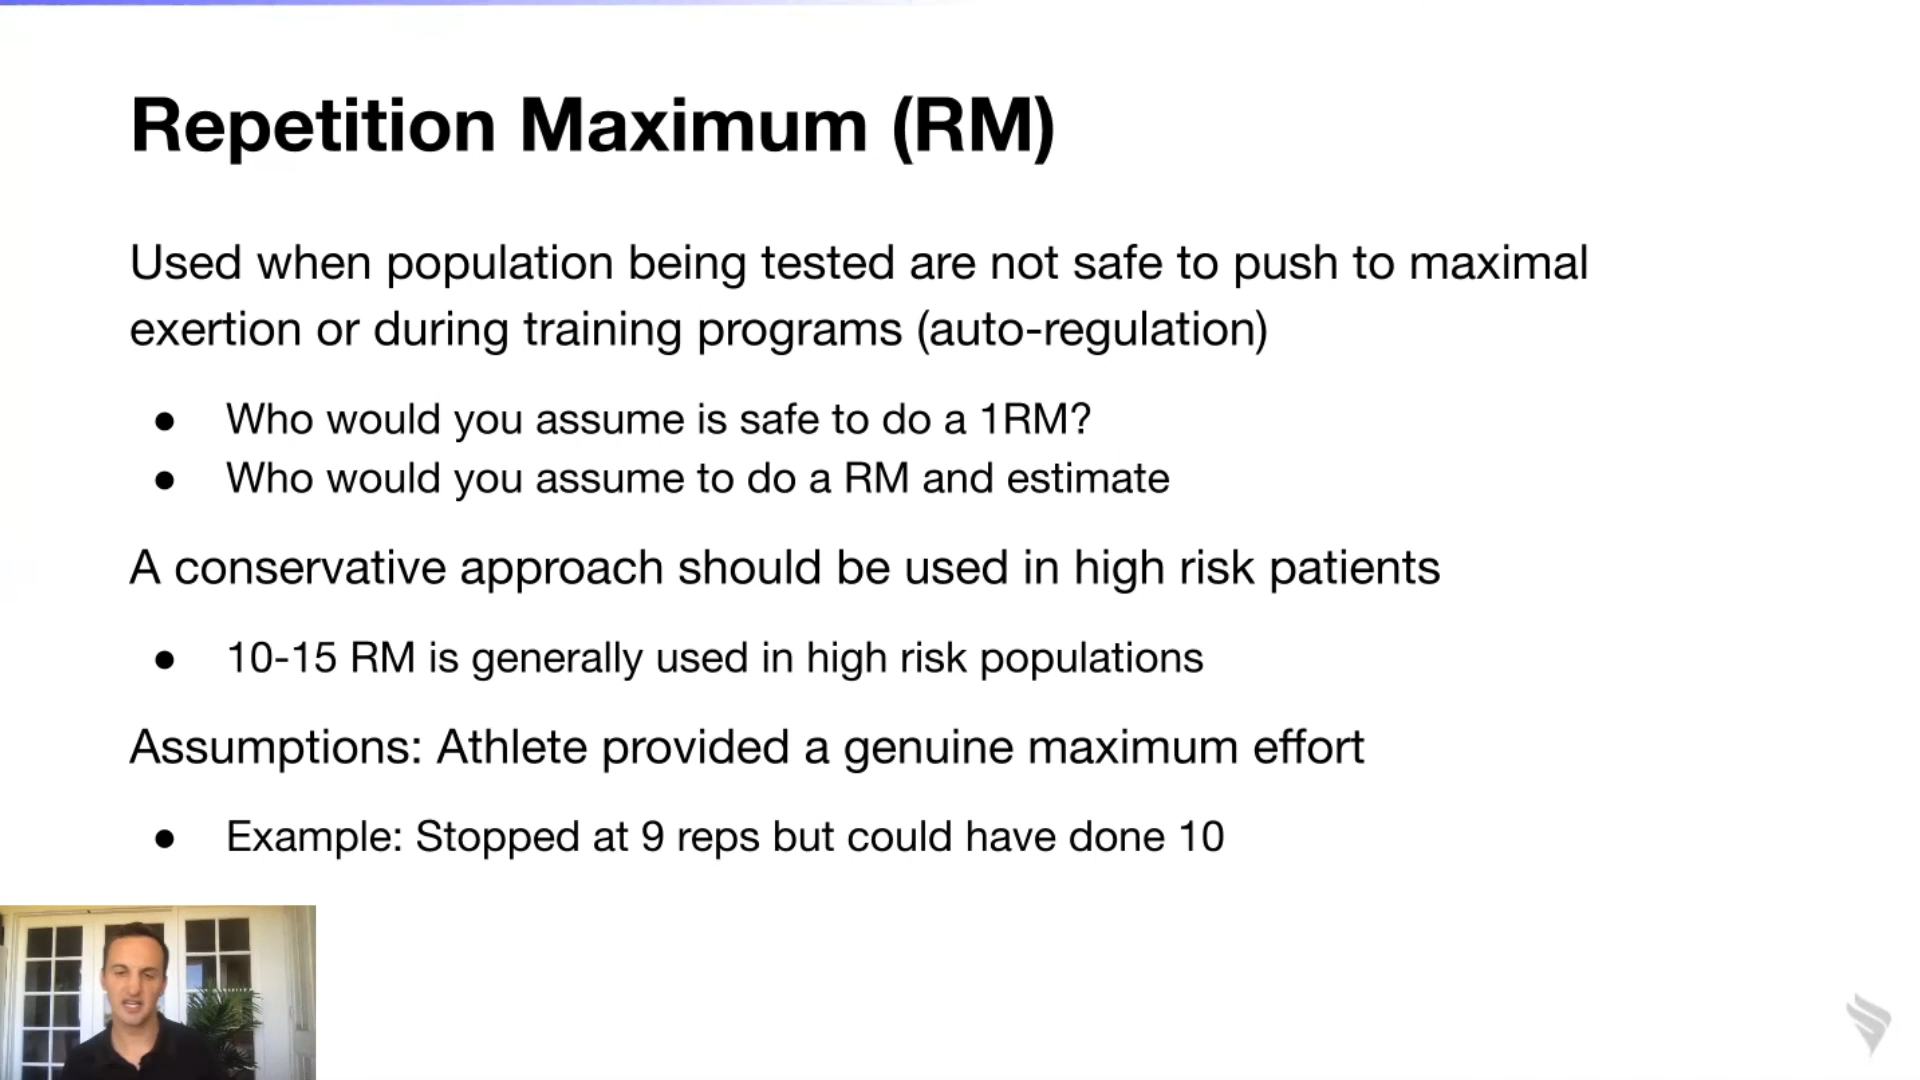 Repetition Maximum (RM)
Used when population being tested are not safe to push to maximal
exertion or during training programs (auto-regulation)
● Who would you assume is safe to do a 1RM?
● Who would you assume to do a RM and estimate
A conservative approach should be used in high risk patients
● 10-15 RM is generally used in high risk populations
Assumptions: Athlete provided a genuine maximum effort
● Example: Stopped at 9 reps but could have done 10